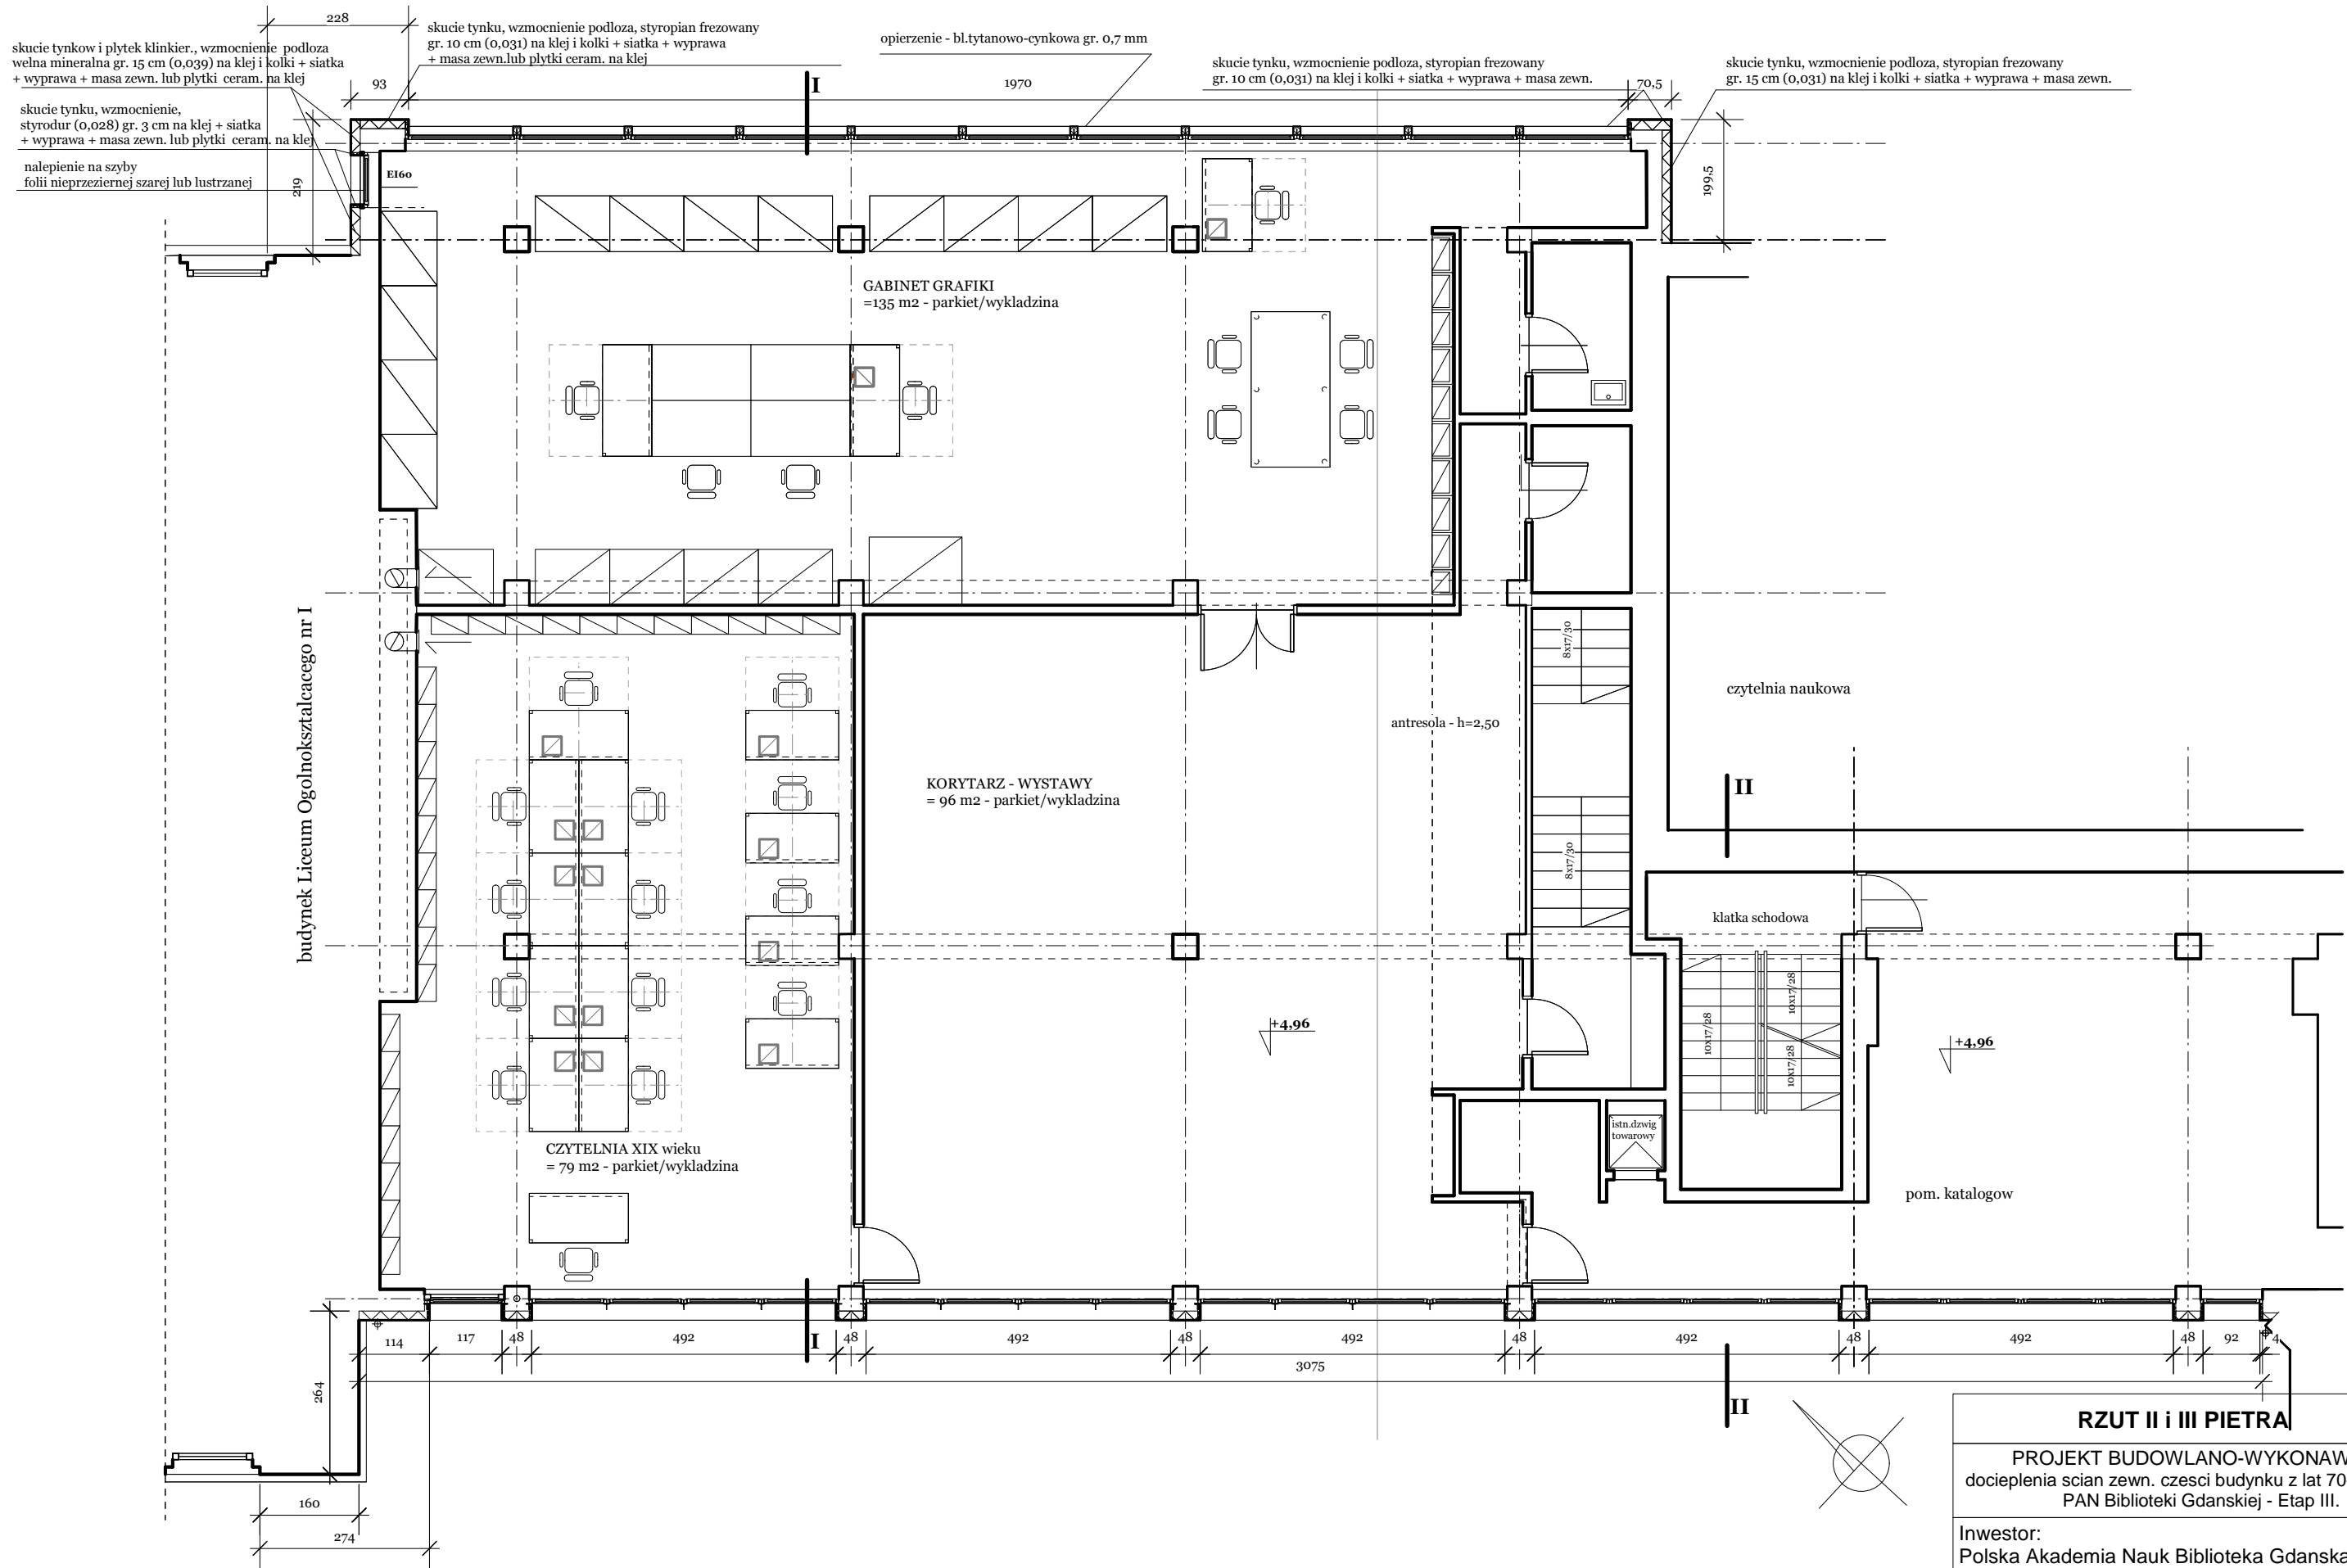 228
skucie tynkow i plytek klinkier., wzmocnienie podloza
welna mineralna gr. 15 cm (0,039) na klej i kolki + siatka
+ wyprawa + masa zewn. lub plytki ceram. na klej
skucie tynku, wzmocnienie podloza, styropian frezowany
gr. 10 cm (0,031) na klej i kolki + siatka + wyprawa
+ masa zewn.lub plytki ceram. na klej
opierzenie - bl.tytanowo-cynkowa gr. 0,7 mm
skucie tynku, wzmocnienie podloza, styropian frezowany
gr. 10 cm (0,031) na klej i kolki + siatka + wyprawa + masa zewn.
skucie tynku, wzmocnienie podloza, styropian frezowany
gr. 15 cm (0,031) na klej i kolki + siatka + wyprawa + masa zewn.
93
I
1970
70,5
skucie tynku, wzmocnienie,
styrodur (0,028) gr. 3 cm na klej + siatka
+ wyprawa + masa zewn. lub plytki ceram. na klej
nalepienie na szyby
folii nieprzeziernej szarej lub lustrzanej
219
EI60
199,5
GABINET GRAFIKI
=135 m2 - parkiet/wykladzina
budynek Liceum Ogolnoksztalcacego nr I
8x17/30
czytelnia naukowa
antresola - h=2,50
KORYTARZ - WYSTAWY
= 96 m2 - parkiet/wykladzina
II
8x17/30
klatka schodowa
10x17/28
10x17/28
10x17/28
+4,96
+4,96
istn.dzwig
towarowy
CZYTELNIA XIX wieku
= 79 m2 - parkiet/wykladzina
pom. katalogow
114
117
48
492
I
48
492
48
492
48
492
48
492
48
92
4
3075
264
II
160
274
RZUT II i III PIETRA
PROJEKT BUDOWLANO-WYKONAW
docieplenia scian zewn. czesci budynku z lat 70
PAN Biblioteki Gdanskiej - Etap III.
Inwestor:
Polska Akademia Nauk Biblioteka Gdanska